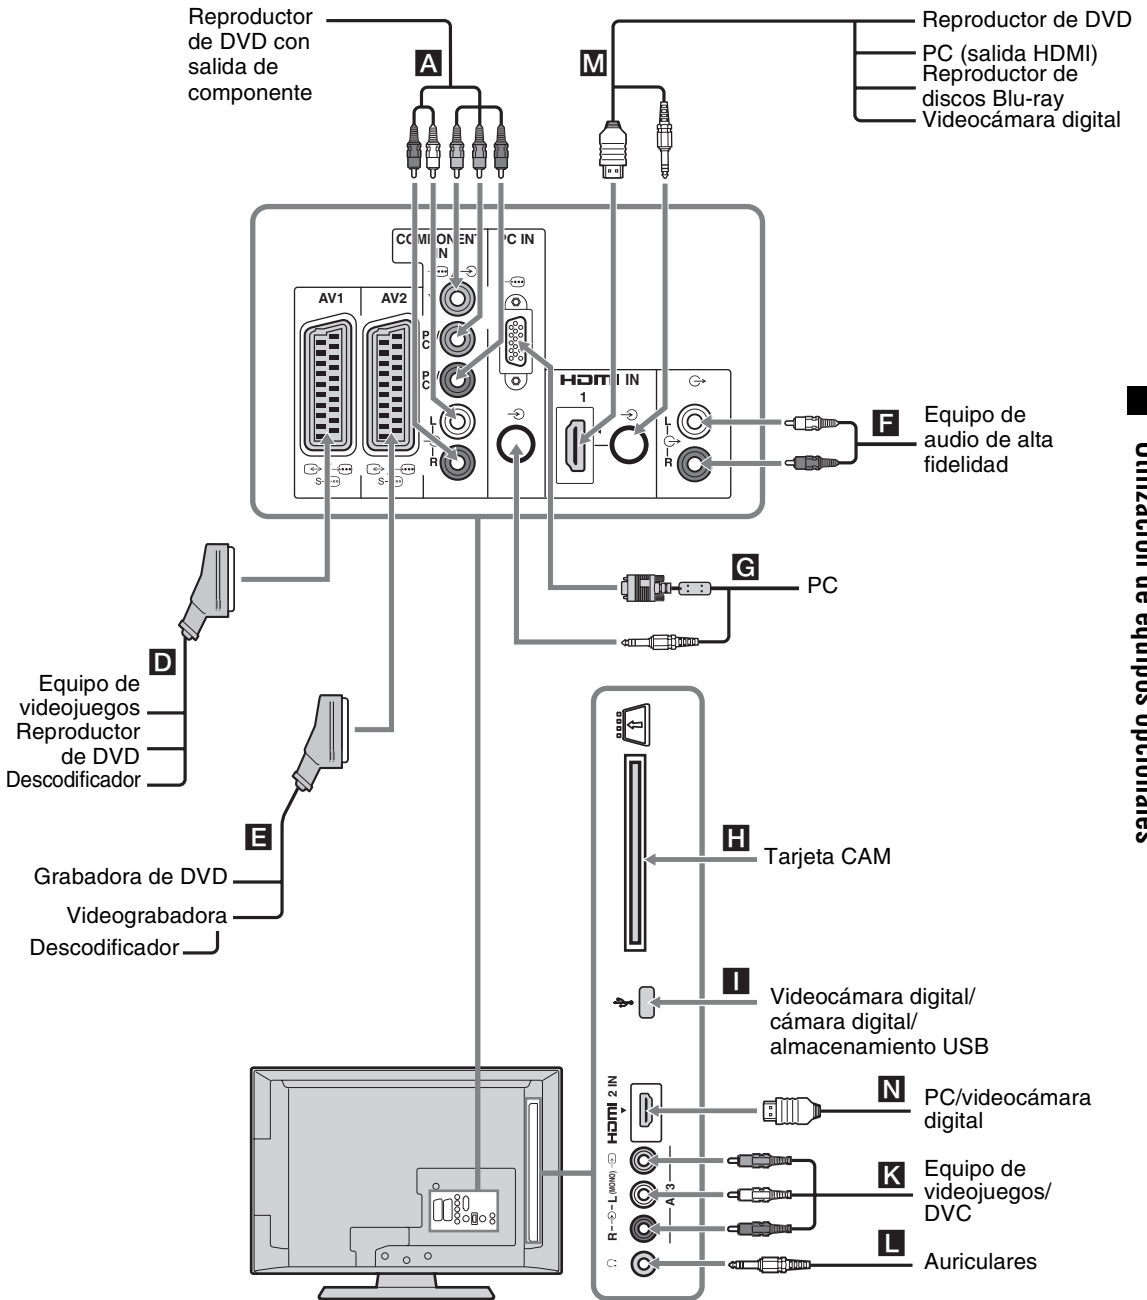 Reproductor
de DVD con
salida de
componente
A
M
Reproductor de DVD
PC (salida HDMI)
Reproductor de
discos Blu-ray
Videocámara digital
COMPONENT
IN
PC IN
AV1
AV2
L
R
HDMI IN
1
L
R
S
S
F
Equipo de
audio de alta
fidelidad
G
PC
D
Equipo de
videojuegos
Reproductor
de DVD
Descodificador
E
Grabadora de DVD
Videograbadora
Descodificador
H
Tarjeta CAM
I
Videocámara digital/
cámara digital/
almacenamiento USB
HDMI 2 IN
N
PC/videocámara
digital
R
L (MONO)
AV3
K
Equipo de
videojuegos/
DVC
L
Auriculares
Utilización de equipos opcionales